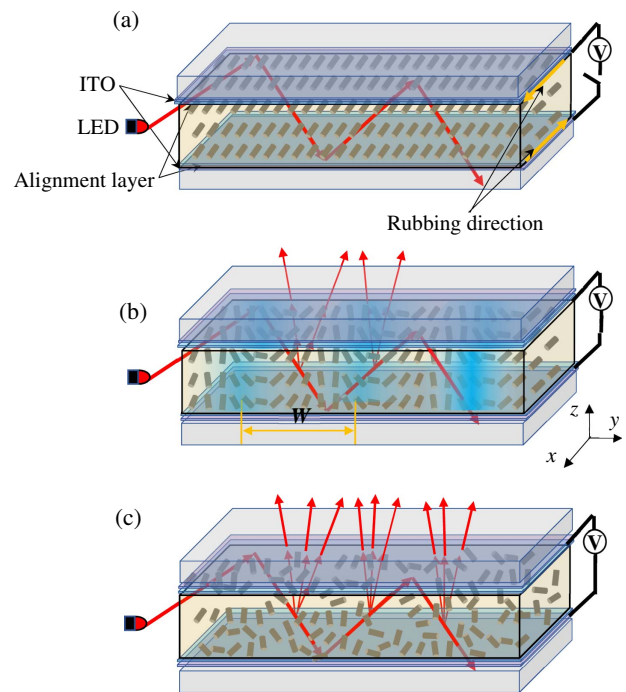 (a)
V
ITO
LED
Alignment layer
Rubbing direction
(b)
V
W
z
y
x
(c)
V